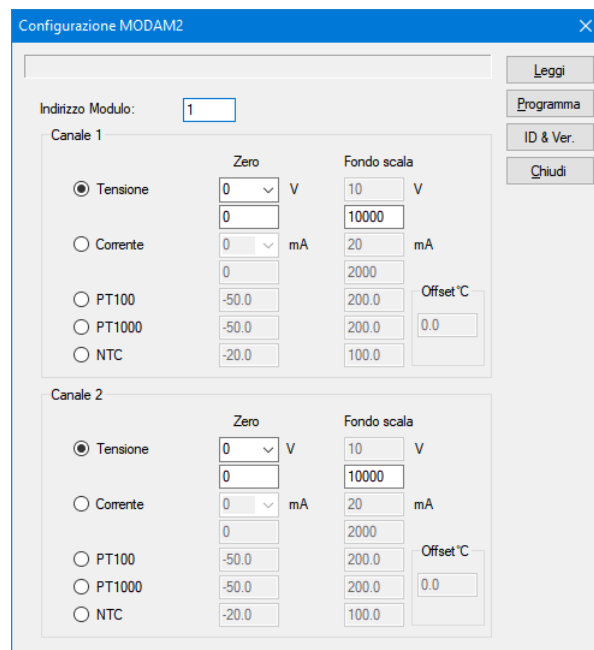 Configurazione MODAM2
Leggi
Indirizzo Modulo: 1
Programma
Canale 1
ID & Ver.
Zero Fondo scala
Chiudi
Tensione 0 V 10 V
0 10000
Corrente 0 mA 20 mA
0 2000
Offset °C
PT100 -50.0 200.0
PT1000 -50.0 200.0 0.0
NTC -20.0 100.0
Canale 2
Zero Fondo scala
Tensione 0 V 10 V
0 10000
Corrente 0 mA 20 mA
0 2000
Offset °C
PT100 -50.0 200.0
PT1000 -50.0 200.0 0.0
NTC -20.0 100.0